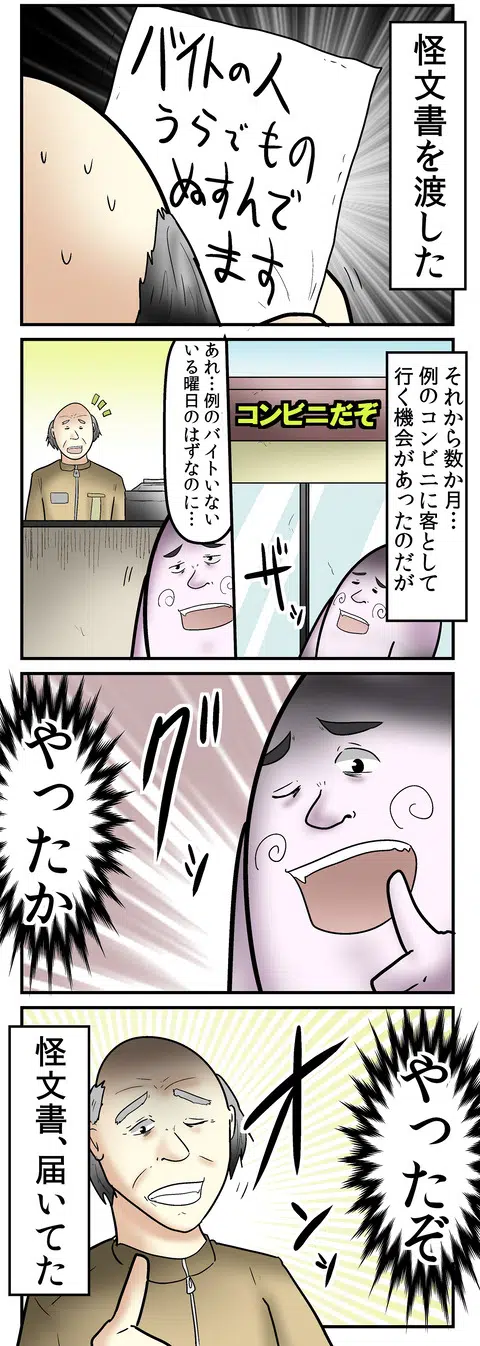 怪文書を渡した
バイトの人
うらでもの
ぬすんで
ます
それから数か月…
例のコンビニに客として
行く機会があったのだが
コンビニだぞ
ザッ
あれ…例のバイトいない
いる曜日のはずなのに…
グッ
やったか
やったぞ
メッ
怪文書、届いてた